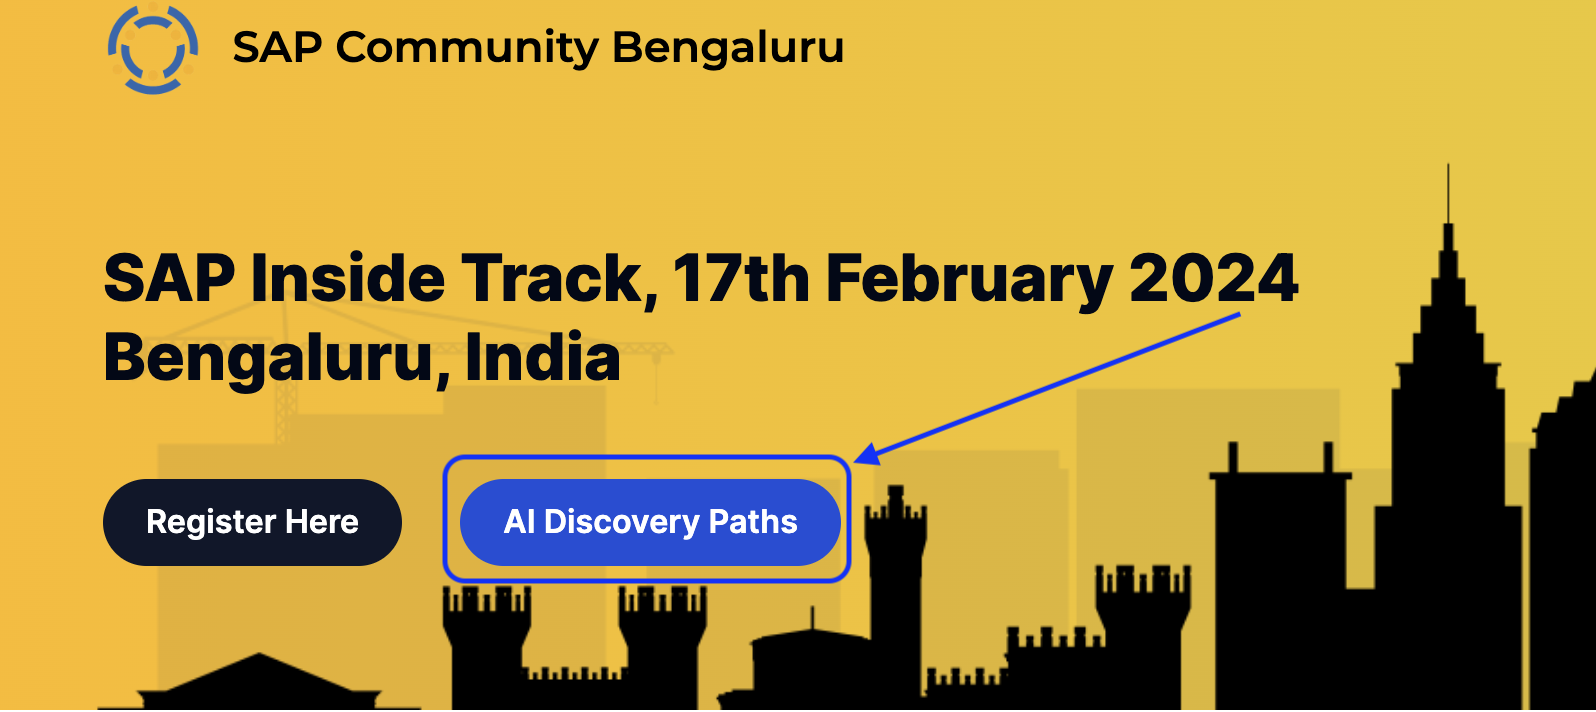 SAP Community Bengaluru
SAP Inside Track, 17th February 2024
Bengaluru, India
Register Here
AI Discovery Paths